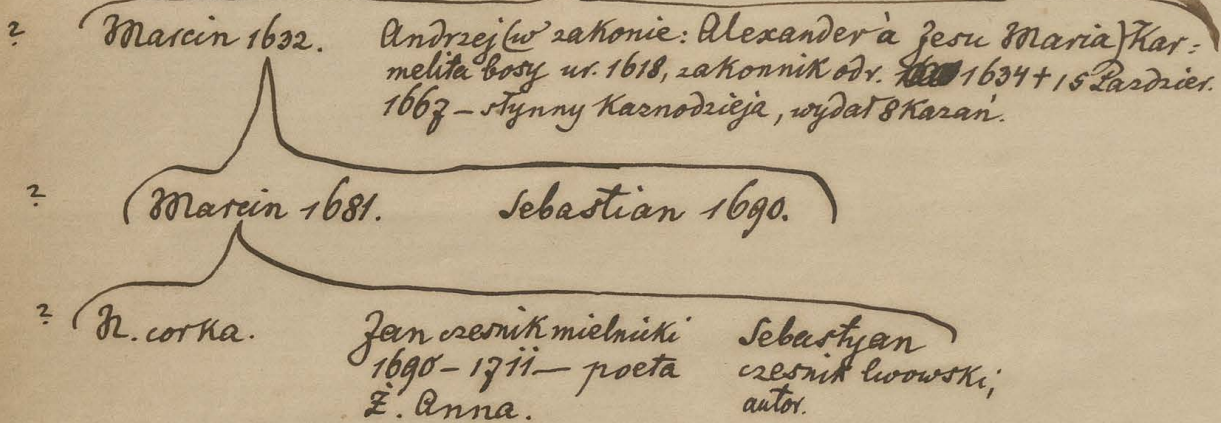 ? Marcin 1632. Andrzej (w zakonie: Alexander à Jesu Maria) Kar=
melita bosy ur. 1618, zakonnik odr. 1634 + 15 Pazdzier.
1667 – słynny Kaznodzieja, wydał 8 Kazań.
? Marcin 1681. Sebastian 1690.
? N. corka. Jan czesnik mielnicki Sebastyan
1690 – 1711 – poeta czesnik lwowski,
Ż. Anna. autor.